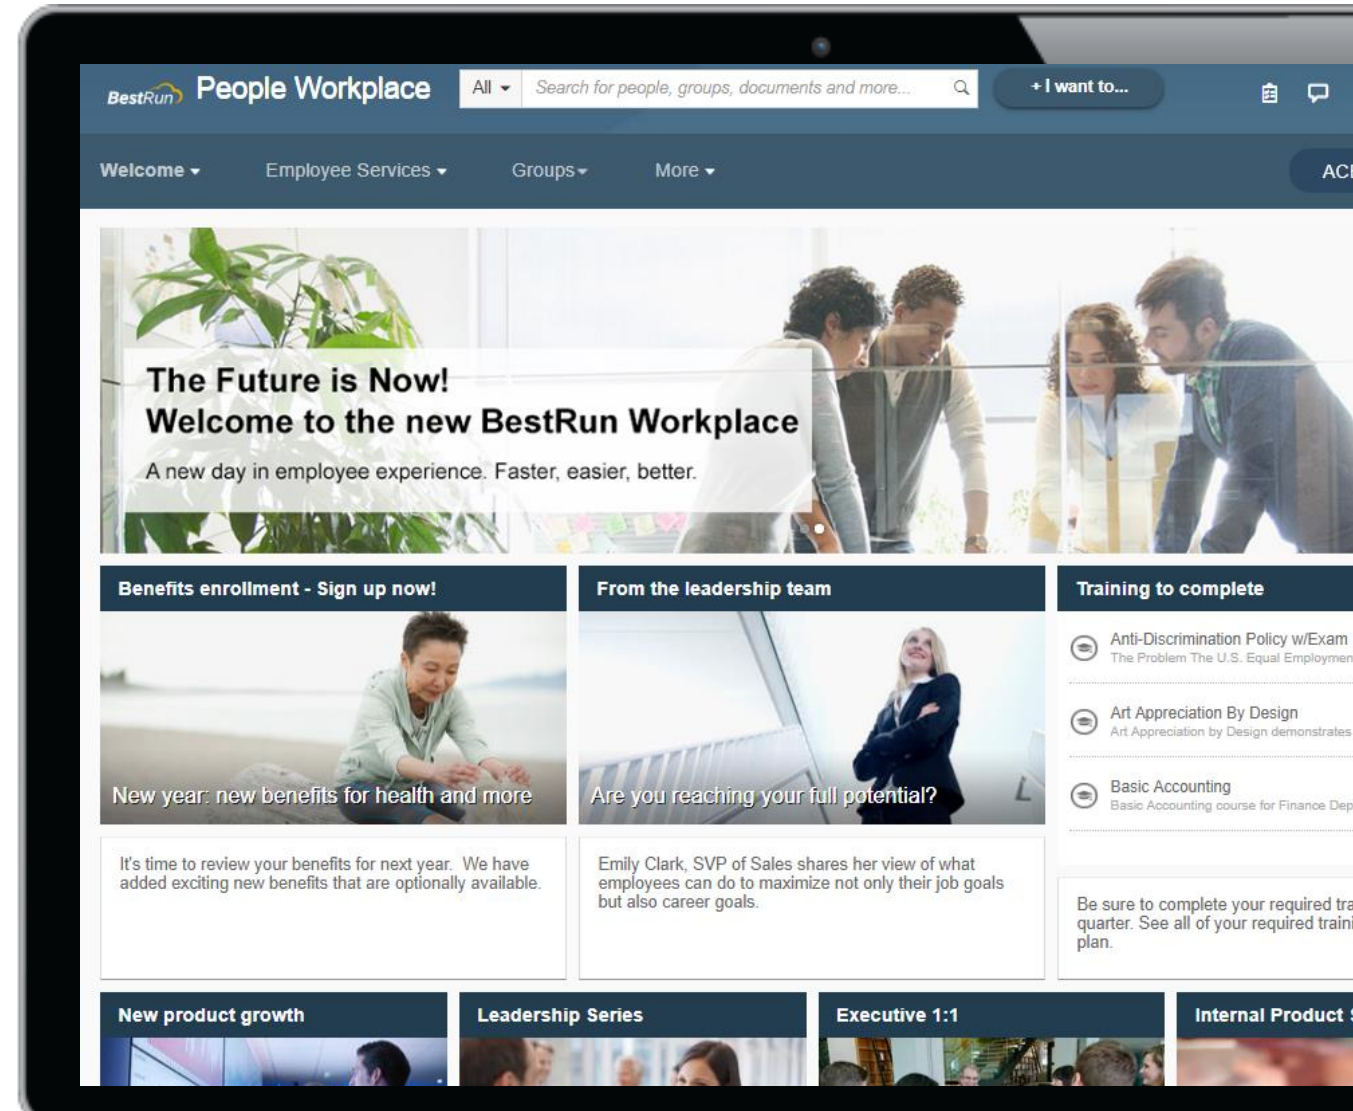 BestRun People Workplace
All
Search for people, groups, documents and more...
+ I want to...
Welcome
Employee Services
Groups
More
The Future is Now!
Welcome to the new BestRun Workplace
A new day in employee experience. Faster, easier, better.
Benefits enrollment - Sign up now!
New year: new benefits for health and more
It's time to review your benefits for next year. We have
added exciting new benefits that are optionally available.
From the leadership team
Are you reaching your full potential?
Emily Clark, SVP of Sales shares her view of what
employees can do to maximize not only their job goals
but also career goals.
Training to complete
Anti-Discrimination Policy w/Exam
The Problem The U.S. Equal
Art Appreciation By Design
Art Appreciation by Design demonstrates
Basic Accounting
Basic Accounting course for Finance
Be sure to complete your required
quarter. See all of your required
plan.
New product growth
Leadership Series
Executive 1:1
Internal Product